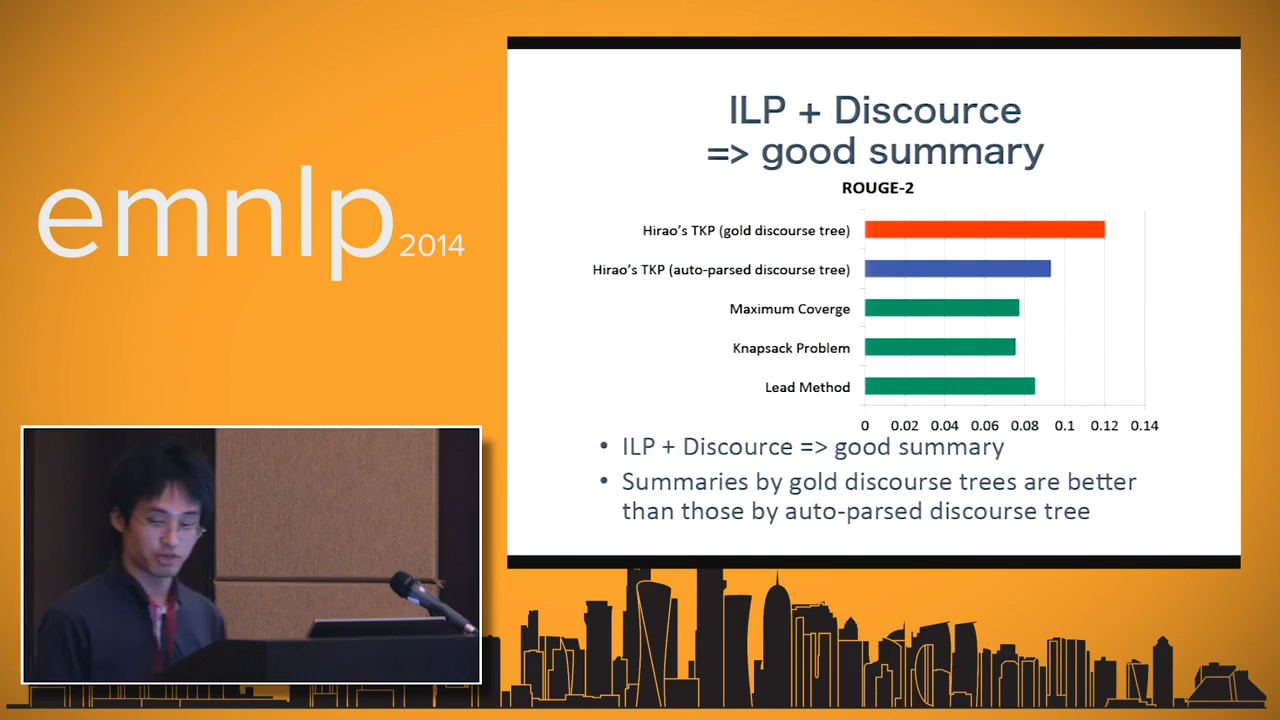 emnlp 2014
ILP + Discource
=> good summary
ROUGE-2
Hirao's TKP (gold discourse tree)
Hirao's TKP (auto-parsed discourse tree)
Maximum Coverge
Knapsack Problem
Lead Method
0 0.02 0.04 0.06 0.08 0.1 0.12 0.14
• ILP + Discource => good summary
• Summaries by gold discourse trees are better
than those by auto-parsed discourse tree